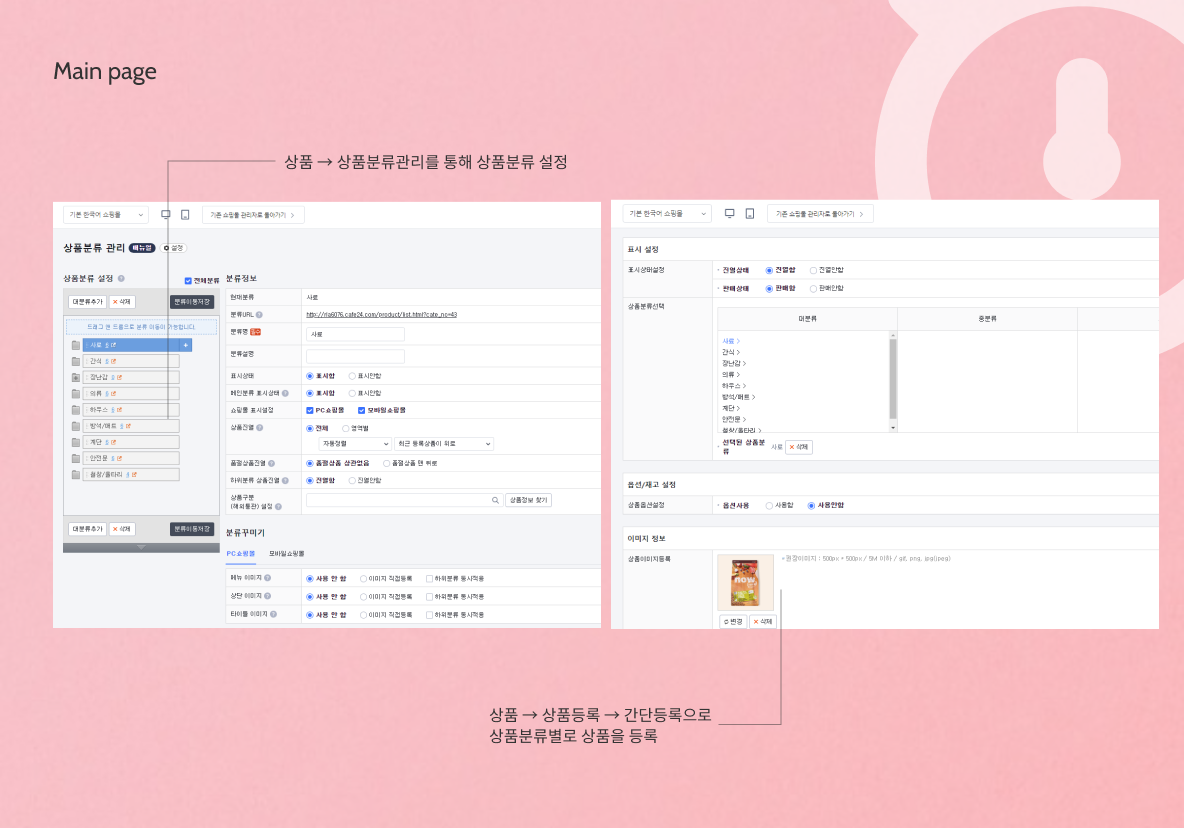 Main page
상품 → 상품분류관리를 통해 상품분류 설정
기본 한국어 쇼핑몰
기존 쇼핑몰 관리자로 돌아가기 >
상품분류 관리 매뉴얼 설정
상품분류 설정
전체분류
대분류추가 × 삭제 분류이동저장
드래그 앤 드롭으로 분류 이동이 가능합니다.
사료
간식
장난감
의류
하우스
방석/매트
계단
안전문
울장/울타리
대분류추가 × 삭제 분류이동저장
분류정보
현재분류 사료
분류URL http://ria6076.cafe24.com/product/list.html?cate_no=43
분류명 필수 사료
분류설명
표시상태 표시함 표시안함
메인분류 표시상태 표시함 표시안함
쇼핑몰 표시설정 PC쇼핑몰 모바일쇼핑몰
상품진열 전체 영역별
자동정렬 최근 등록상품이 위로
품절상품진열 품절상품 상관없음 품절상품 맨 뒤로
하위분류 상품진열 진열함 진열안함
상품구분
(해외통관) 설정 상품정보 찾기
분류꾸미기
PC쇼핑몰 모바일쇼핑몰
메뉴 이미지 사용 안 함 이미지 직접등록 하위분류 동시적용
상단 이미지 사용 안 함 이미지 직접등록 하위분류 동시적용
타이틀 이미지 사용 안 함 이미지 직접등록 하위분류 동시적용
기본 한국어 쇼핑몰
기존 쇼핑몰 관리자로 돌아가기 >
표시 설정
표시상태설정 · 진열상태 진열함 진열안함
· 판매상태 판매함 판매안함
상품분류선택
대분류 중분류
사료 >
간식 >
장난감 >
의류 >
하우스 >
방석/매트 >
계단 >
안전문 >
울장/울타리 >
· 선택된 상품분류 사료 × 삭제
옵션/재고 설정
상품옵션설정 · 옵션사용 사용함 사용안함
이미지 정보
상품이미지등록
• 권장이미지 : 500px * 500px / 5M 이하 / gif, png, jpg(jpeg)
now
변경 × 삭제
상품 → 상품등록 → 간단등록으로
상품분류별로 상품을 등록